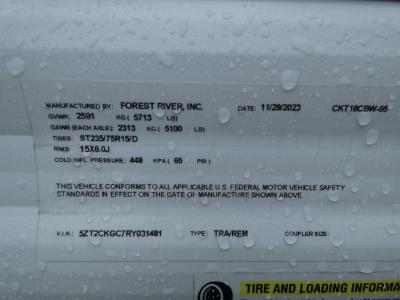 MANUFACTURED BY: FOREST RIVER, INC. DATE: 11/29/2023 CKT18CBW-95
GVWR: 2591 KG ( 5713 LB)
GAWR (EACH AXLE): 2313 KG ( 5100 LB)
TIRES: ST235/75R15/D
RIMS: 15X6.0J
COLD INFL. PRESSURE: 448 KPA ( 65 PSI )
THIS VEHICLE CONFORMS TO ALL APPLICABLE U.S. FEDERAL MOTOR VEHICLE SAFETY
STANDARDS IN EFFECT ON THE DATE OF MANUFACTURE SHOWN ABOVE.
V.I.N.: 5ZT2CKGC7RY031481 TYPE: TRA/REM COUPLER SIZE:
TIRE AND LOADING INFORMA